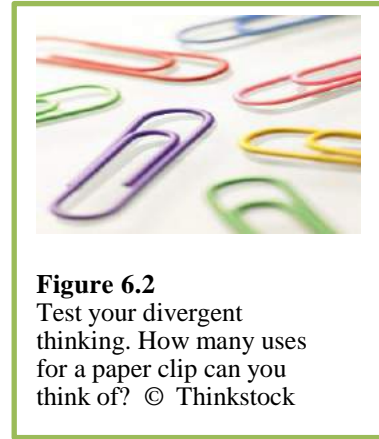 Figure 6.2
Test your divergent
thinking. How many uses
for a paper clip can you
think of? © Thinkstock